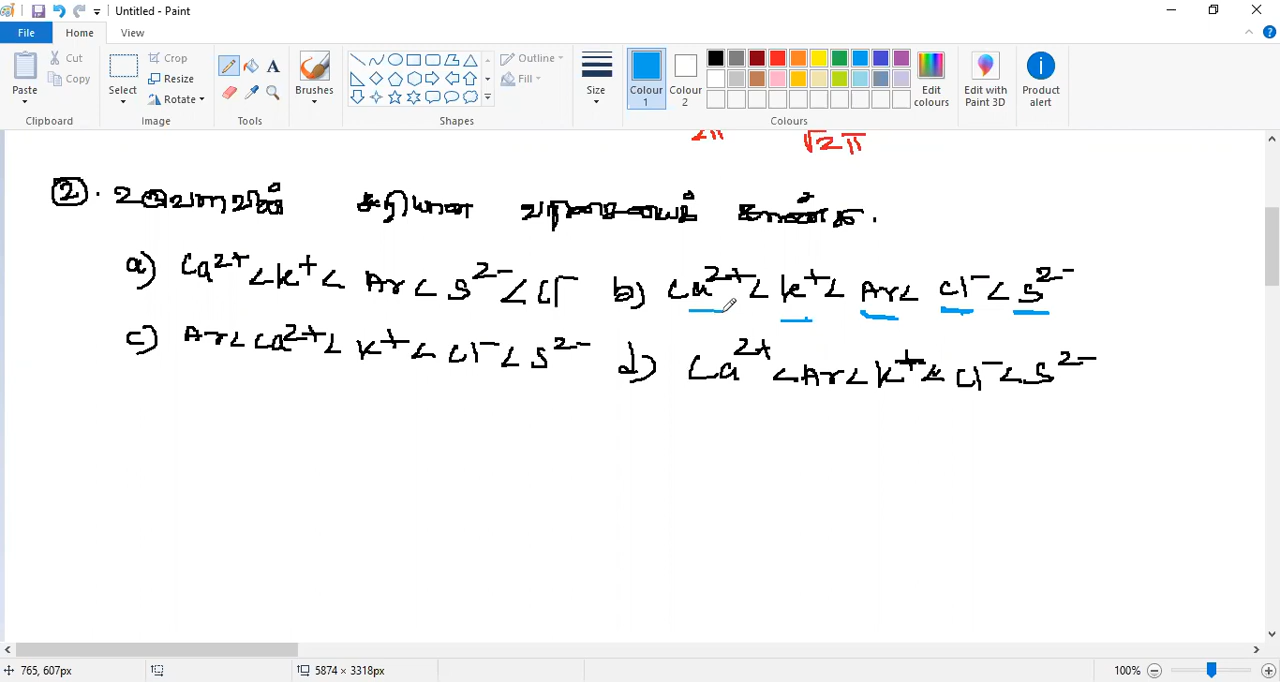 Untitled - Paint
File Home View
Paste Cut Copy Select Crop Resize Rotate Brushes Outline Fill Size Colour 1 Colour 2 Edit colours Edit with Paint 3D Product alert
Clipboard Image Tools Shapes Colours
2π √2π
②.
a) Ca²⁺ < K⁺ < Ar < S²⁻ < Cl⁻ b) Ca²⁺ < K⁺ < Ar < Cl⁻ < S²⁻
c) Ar < Ca²⁺ < K⁺ < Cl⁻ < S²⁻ d) Ca²⁺ < Ar < K⁺ < Cl⁻ < S²⁻
765, 607px 5874 × 3318px 100%